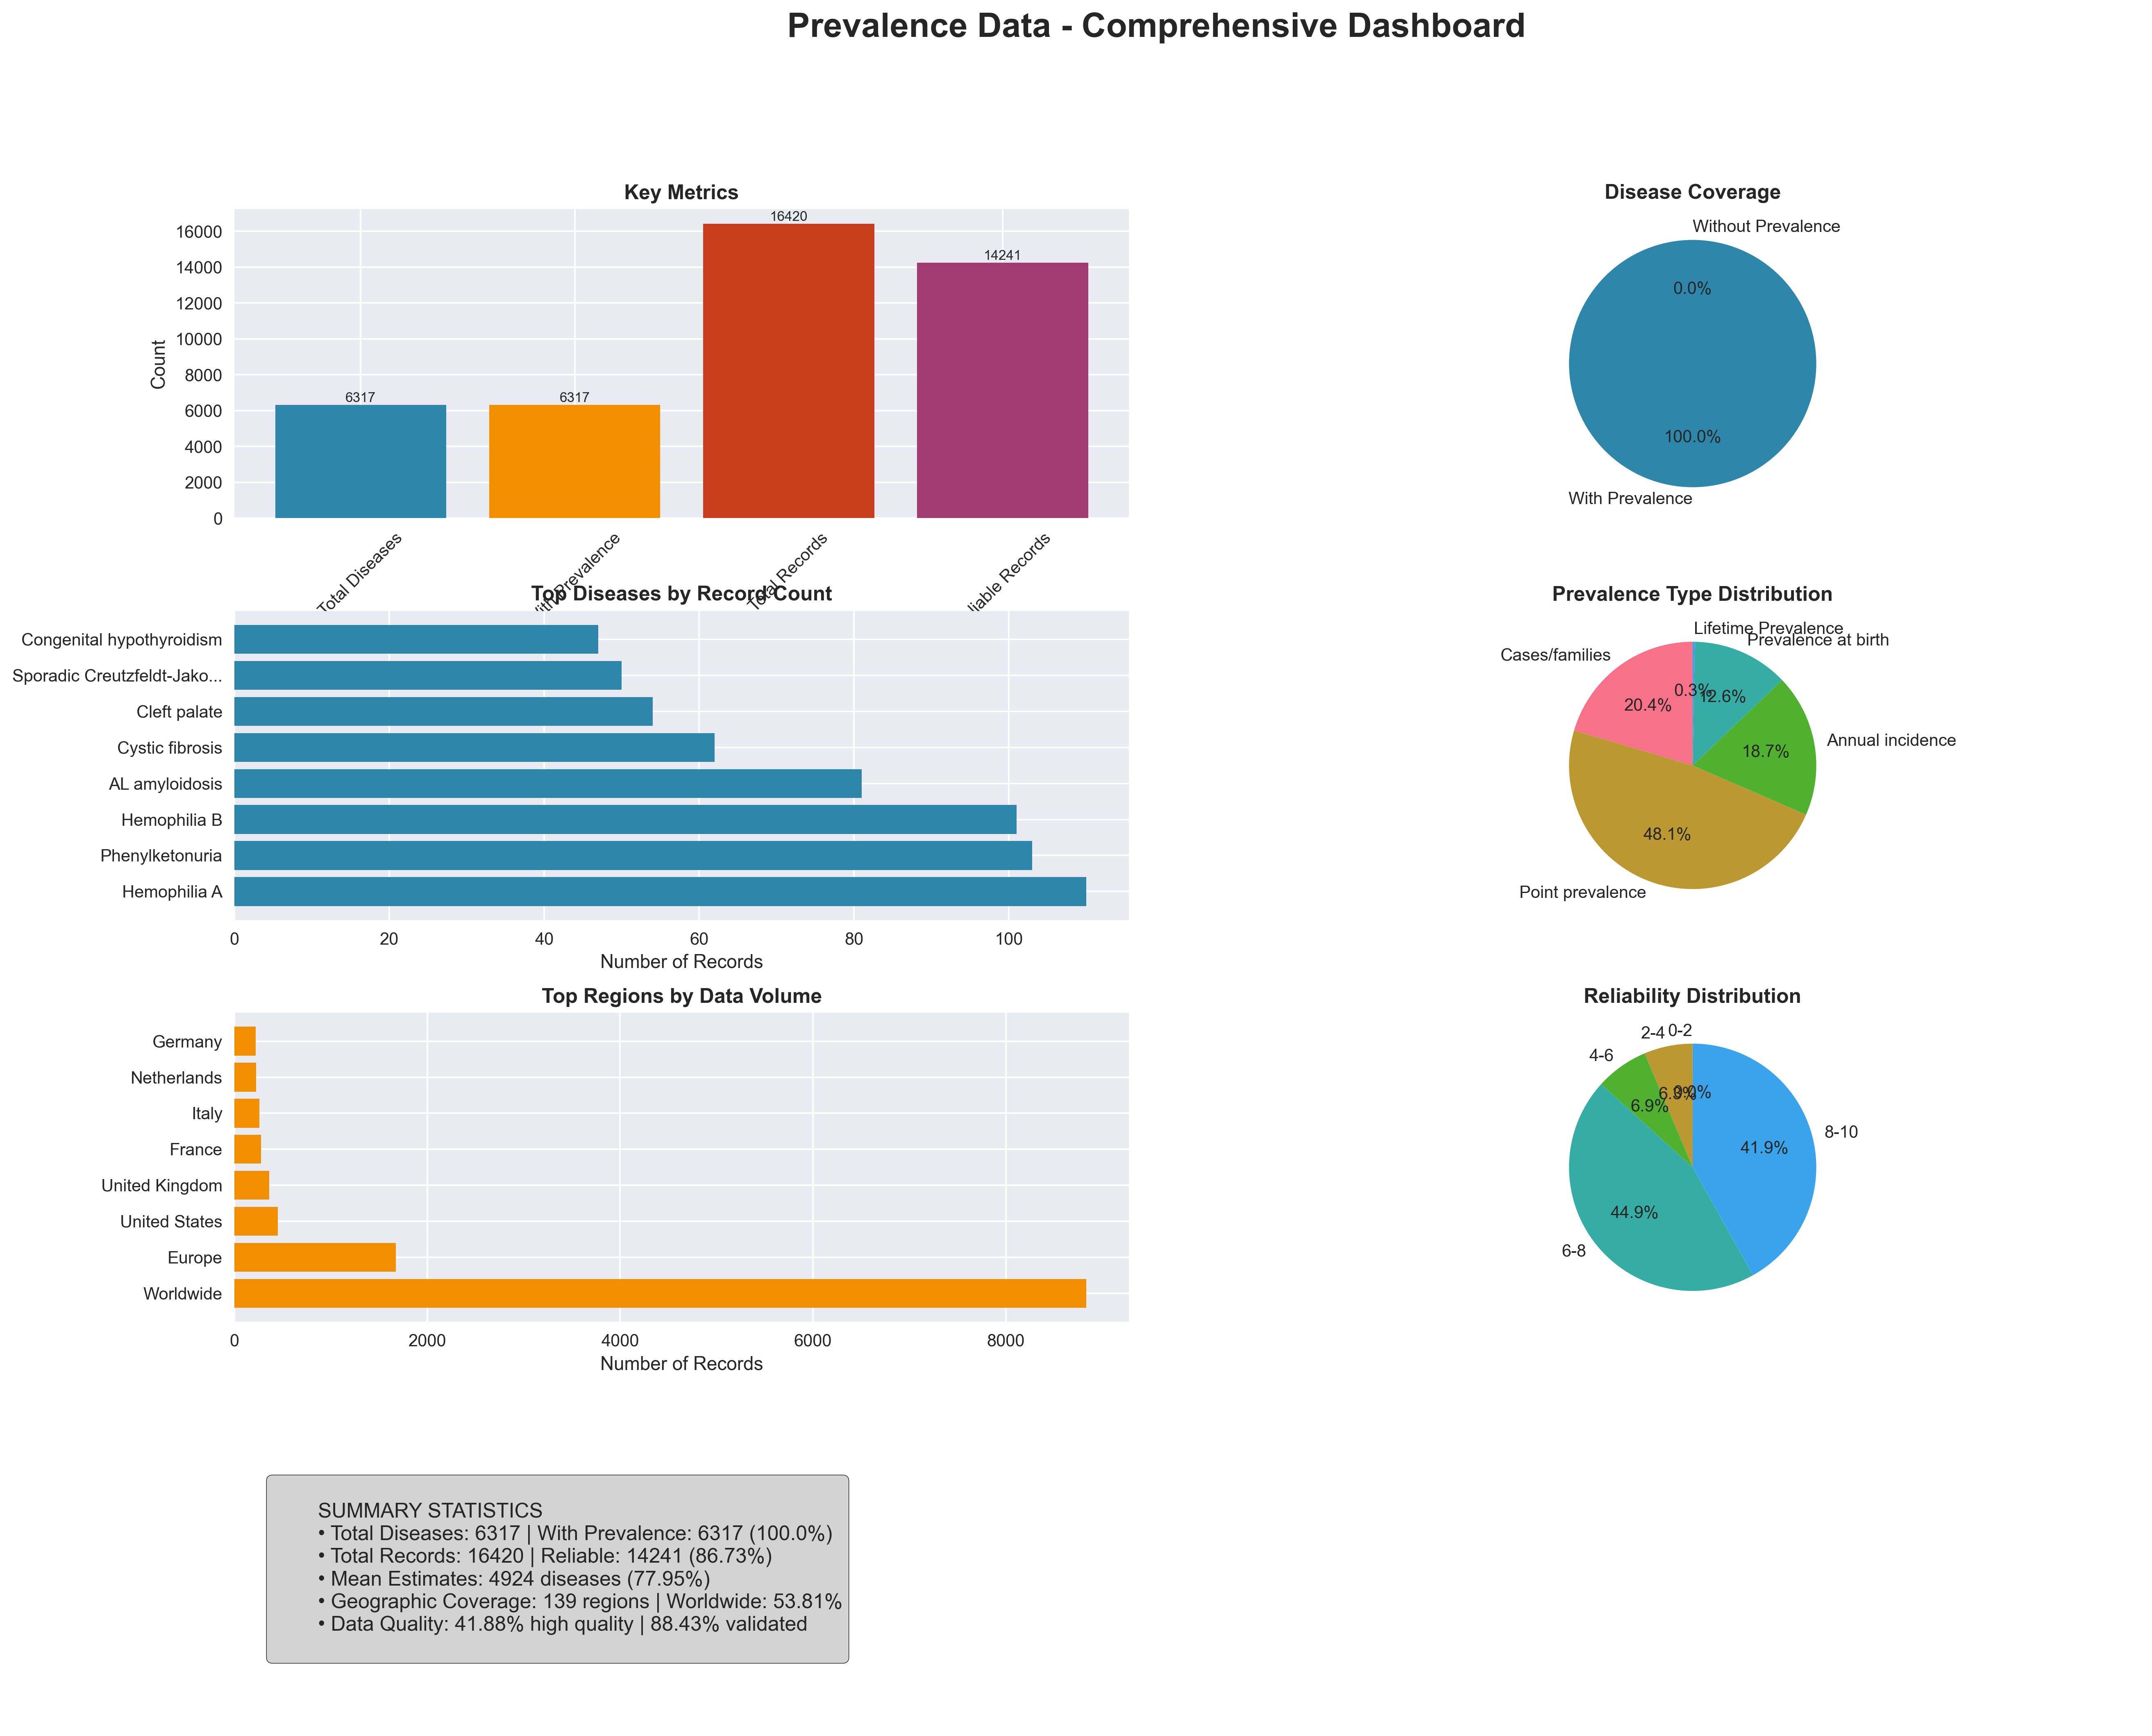 Prevalence Data - Comprehensive Dashboard
Key Metrics
Count
16000
14000
12000
10000
8000
6000
4000
2000
0
6317
6317
16420
14241
Total Diseases
Prevalence
Total Records
Records
Disease Coverage
Without Prevalence
0.0%
100.0%
With Prevalence
Top Diseases by Record Count
Congenital hypothyroidism
Sporadic Creutzfeldt-Jako...
Cleft palate
Cystic fibrosis
AL amyloidosis
Hemophilia B
Phenylketonuria
Hemophilia A
0 20 40 60 80 100
Number of Records
Prevalence Type Distribution
Lifetime Prevalence
Prevalence at birth
Cases/families
0.3%
12.6%
20.4%
Annual incidence
18.7%
48.1%
Point prevalence
Top Regions by Data Volume
Germany
Netherlands
Italy
France
United Kingdom
United States
Europe
Worldwide
0 2000 4000 6000 8000
Number of Records
Reliability Distribution
0-2
2-4
4-6
0.0%
6.3%
6.9%
8-10
41.9%
44.9%
6-8
SUMMARY STATISTICS
• Total Diseases: 6317 | With Prevalence: 6317 (100.0%)
• Total Records: 16420 | Reliable: 14241 (86.73%)
• Mean Estimates: 4924 diseases (77.95%)
• Geographic Coverage: 139 regions | Worldwide: 53.81%
• Data Quality: 41.88% high quality | 88.43% validated